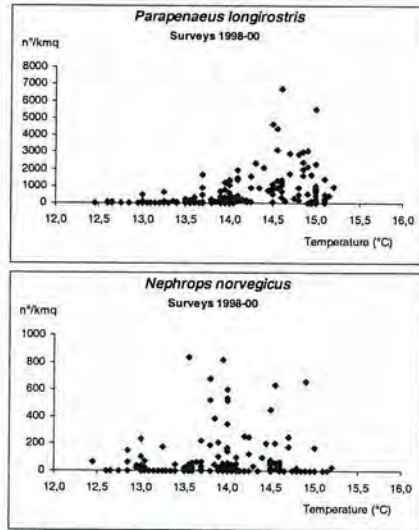 Parapenaeus longirostris
Surveys 1998-00
n°/kmq
8000
7000
6000
5000
4000
3000
2000
1000
0
12,0 12,5 13,0 13,5 14,0 14,5 15,0 15,5 16,0
Temperature (°C)
Nephrops norvegicus
Surveys 1998-00
n°/kmq
1000
800
600
400
200
0
12,0 12,5 13,0 13,5 14,0 14,5 15,0 15,5 16,0
Temperature (°C)